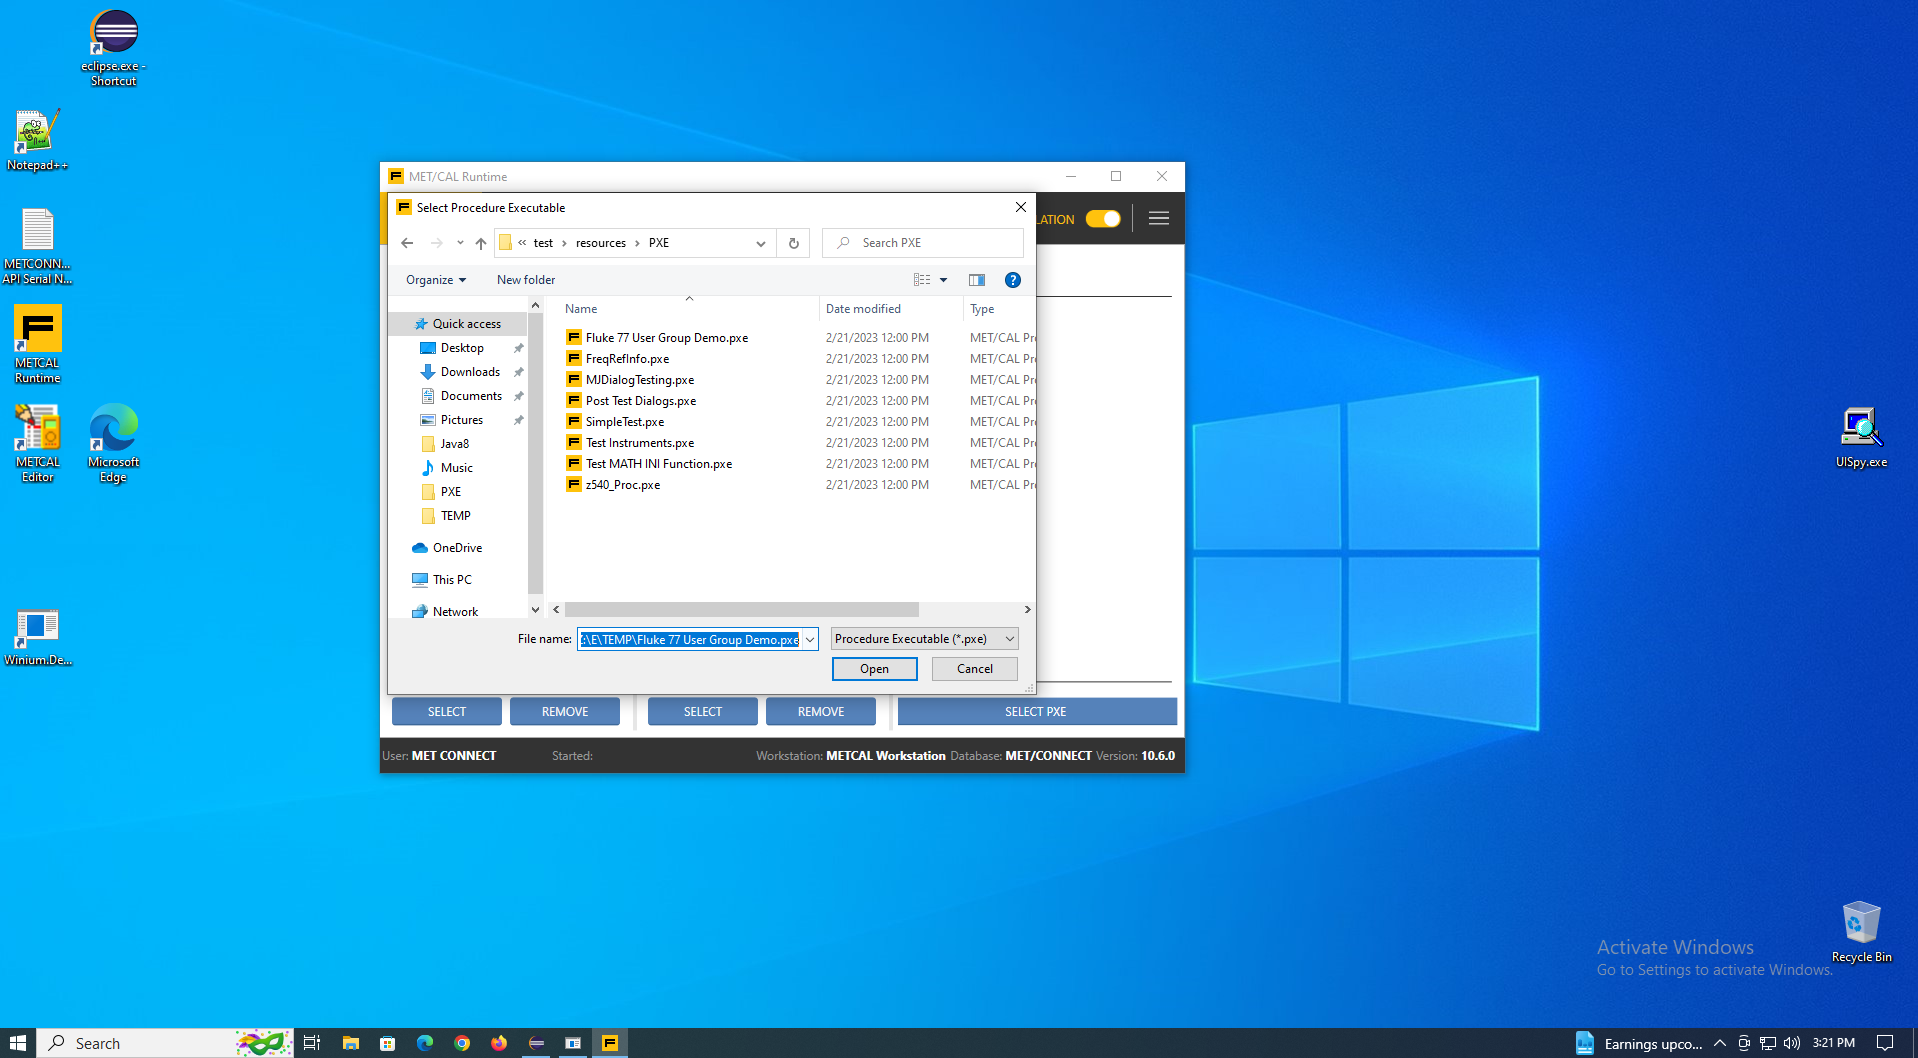 eclipse.exe -
Shortcut
Notepad++
METCONN...
API Serial N...
METCAL
Runtime
METCAL
Editor
Microsoft
Edge
Winium.De...
UISpy.exe
Recycle Bin
MET/CAL Runtime
LATION
Select Procedure Executable
« test › resources › PXE
Search PXE
Organize
New folder
Name
Date modified
Type
Quick access
Desktop
Downloads
Documents
Pictures
Java8
Music
PXE
TEMP
OneDrive
This PC
Network
Fluke 77 User Group Demo.pxe 2/21/2023 12:00 PM MET/CAL Pr
FreqRefInfo.pxe 2/21/2023 12:00 PM MET/CAL Pr
MJDialogTesting.pxe 2/21/2023 12:00 PM MET/CAL Pr
Post Test Dialogs.pxe 2/21/2023 12:00 PM MET/CAL Pr
SimpleTest.pxe 2/21/2023 12:00 PM MET/CAL Pr
Test Instruments.pxe 2/21/2023 12:00 PM MET/CAL Pr
Test MATH INI Function.pxe 2/21/2023 12:00 PM MET/CAL Pr
z540_Proc.pxe 2/21/2023 12:00 PM MET/CAL Pr
File name: :\E\TEMP\Fluke 77 User Group Demo.pxe
Procedure Executable (*.pxe)
Open
Cancel
SELECT
REMOVE
SELECT
REMOVE
SELECT PXE
User: MET CONNECT
Started:
Workstation: METCAL Workstation Database: MET/CONNECT Version: 10.6.0
Activate Windows
Go to Settings to activate Windows.
Search
Earnings upco...
3:21 PM